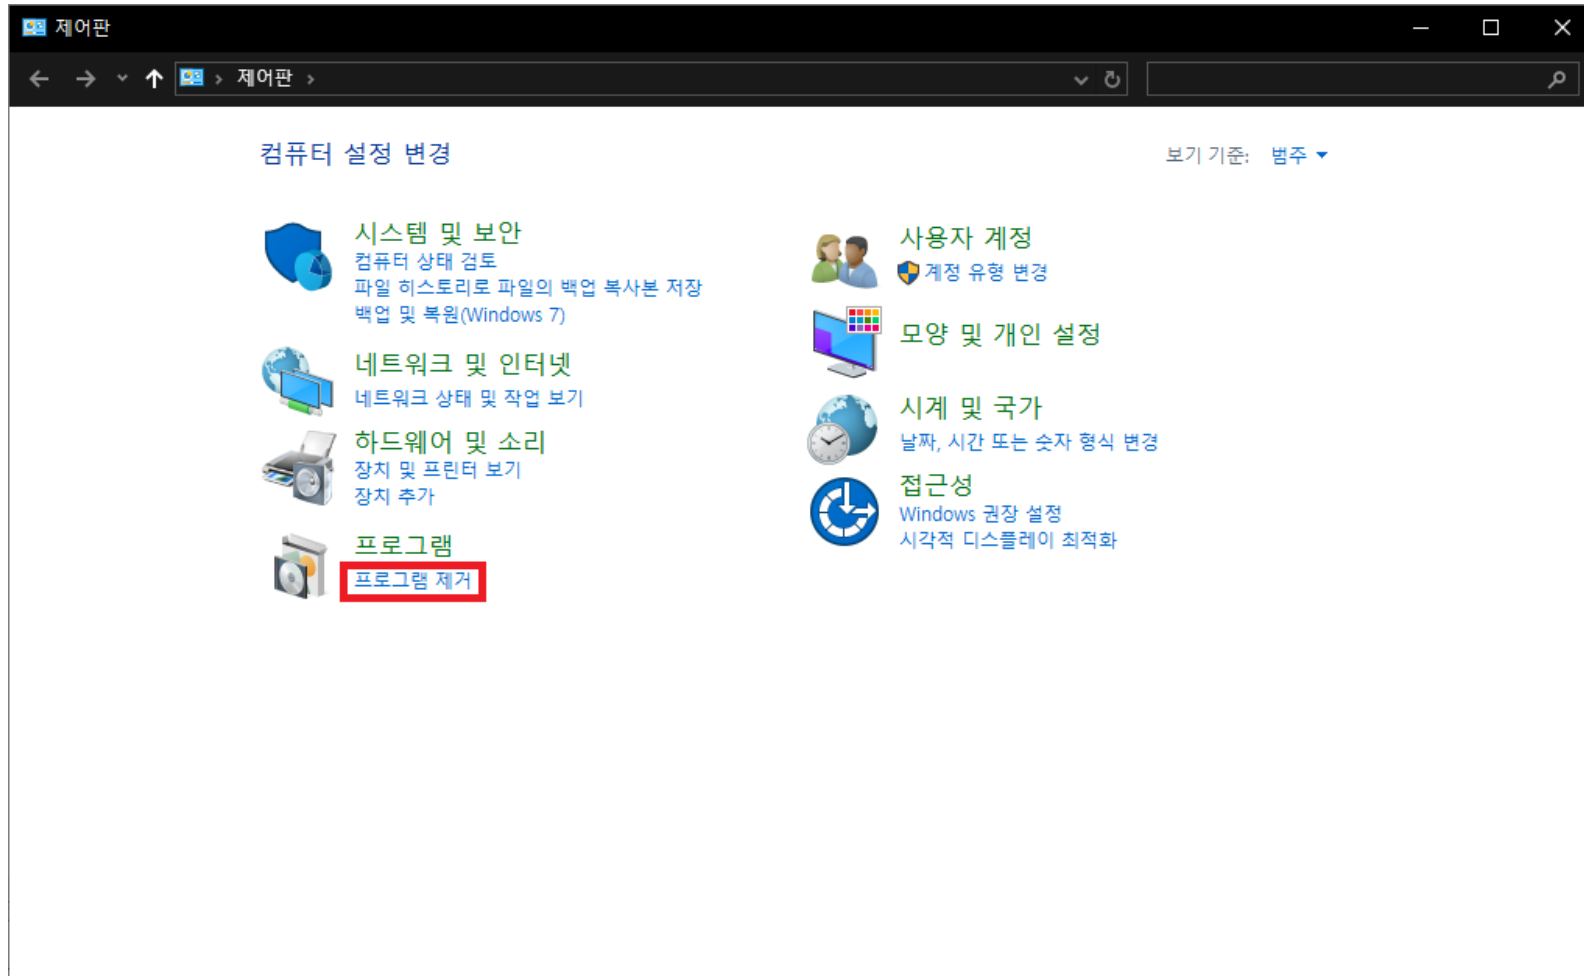 제어판
제어판
컴퓨터 설정 변경
보기 기준: 범주
시스템 및 보안
컴퓨터 상태 검토
파일 히스토리로 파일의 백업 복사본 저장
백업 및 복원(Windows 7)
네트워크 및 인터넷
네트워크 상태 및 작업 보기
하드웨어 및 소리
장치 및 프린터 보기
장치 추가
프로그램
프로그램 제거
사용자 계정
계정 유형 변경
모양 및 개인 설정
시계 및 국가
날짜, 시간 또는 숫자 형식 변경
접근성
Windows 권장 설정
시각적 디스플레이 최적화